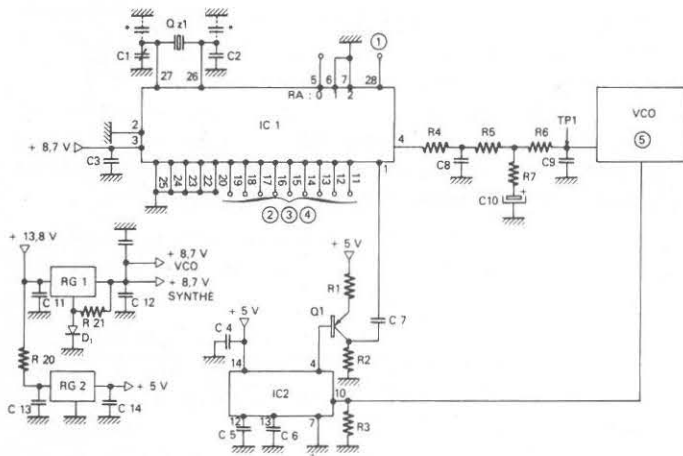 * Q z1 *
C1 C2
27 26 5 6 7 28 1
RA : 0 1 2
IC 1
2
+ 8,7 V 3
C3
4 R4 R5 R6 TP1 VCO
5
C8 R7 C9
C10 +
1
25 24 23 22 20 19 18 17 16 15 14 13 12 11
2 3 4
+ 13,8 V
+ 8,7 V
VCO
RG 1
+ 8,7 V
SYNTHE
C 11 C 12
R 21
D1
R 20
RG 2 + 5 V
C 13 C 14
+ 5 V
R1
Q1
C 7
+ 5 V
C 4
R2
14 4
IC2 10
R3
12 13 7
C 5 C 6